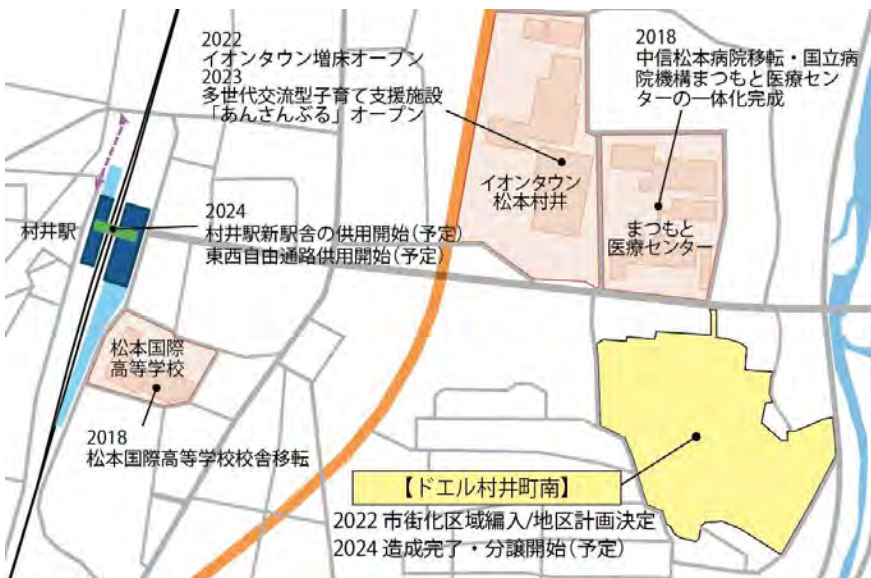 2022
イオンタウン増床オープン
2023
多世代交流型子育て支援施設
「あんさんぶる」オープン
2018
中信松本病院移転・国立病
院機構まつもと医療セン
ターの一体化完成
イオンタウン
松本村井
まつもと
医療センター
村井駅
2024
村井駅新駅舎の供用開始(予定)
東西自由通路供用開始(予定)
松本国際
高等学校
2018
松本国際高等学校校舎移転
【ドエル村井町南】
2022 市街化区域編入/地区計画決定
2024 造成完了・分譲開始(予定)